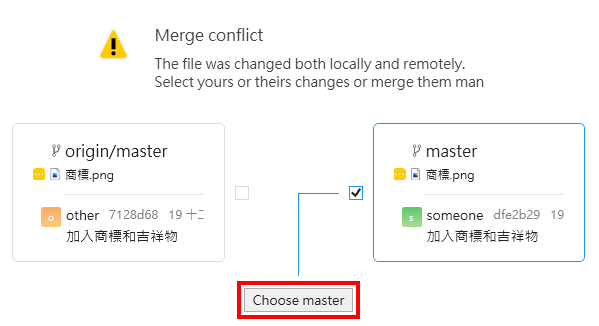 Merge conflict
The file was changed both locally and remotely.
Select yours or theirs changes or merge them man
origin/master
商標.png
o other 7128d68 19 十二
加入商標和吉祥物
master
商標.png
s someone dfe2b29 19
加入商標和吉祥物
Choose master